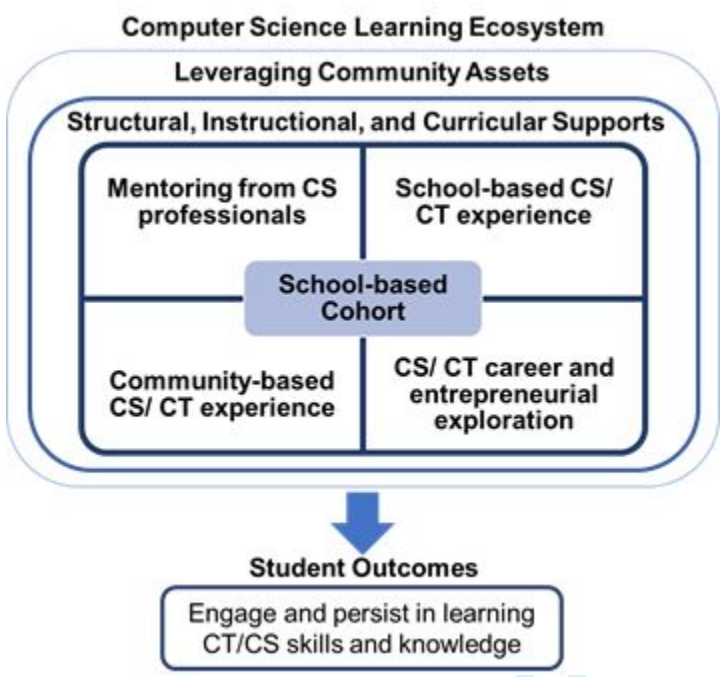 Computer Science Learning Ecosystem
Leveraging Community Assets
Structural, Instructional, and Curricular Supports
Mentoring from CS
professionals
School-based CS/
CT experience
School-based
Cohort
Community-based
CS/ CT experience
CS/ CT career and
entrepreneurial
exploration
Student Outcomes
Engage and persist in learning
CT/CS skills and knowledge